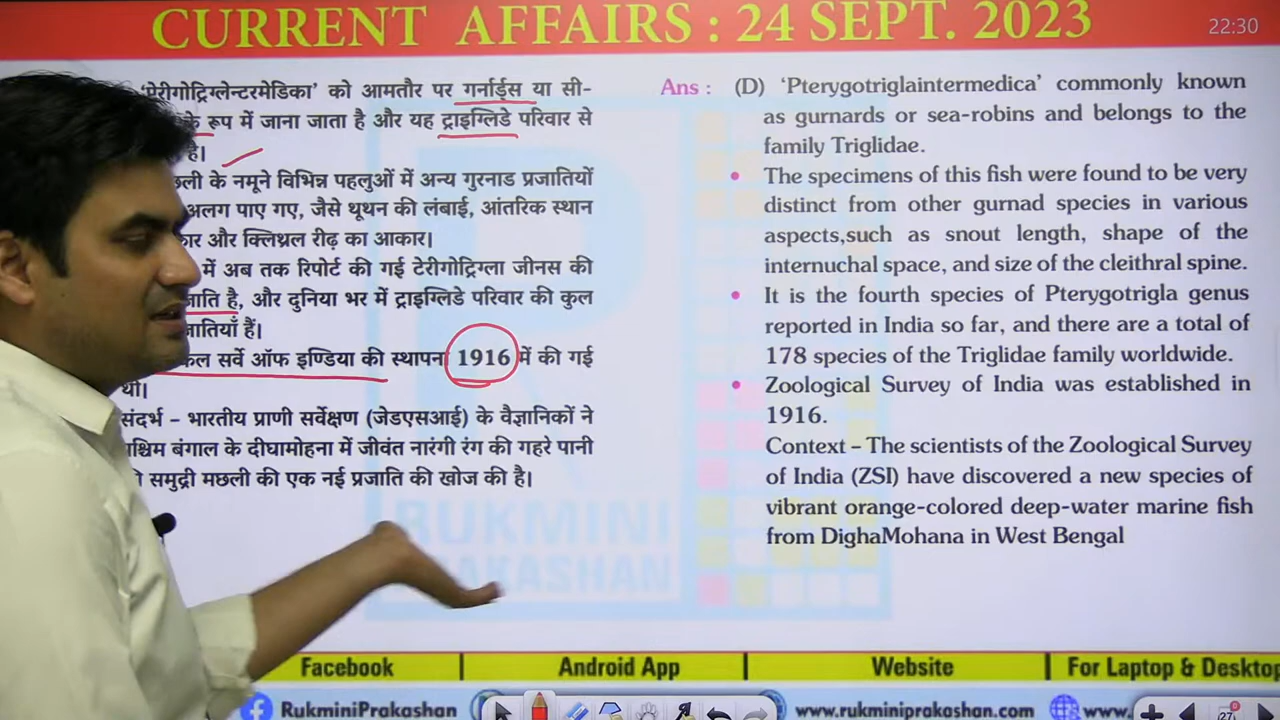 CURRENT AFFAIRS : 24 SEPT. 2023
22:30
'पेरीगोट्रिग्लेन्टरमेडिका' को आमतौर पर गर्नार्ड्स या सी-
के रूप में जाना जाता है और यह ट्राइग्लिडे परिवार से
है।
के नमूने विभिन्न पहलुओं में अन्य गुरनाड प्रजातियों
अलग पाए गए, जैसे थूथन की लंबाई, आंतरिक स्थान
और क्लिथ्रल रीढ़ का आकार।
में अब तक रिपोर्ट की गई टेरीगोट्रिग्ला जीनस की
है, और दुनिया भर में ट्राइग्लिडे परिवार की कुल
हैं।
सर्वे ऑफ इण्डिया की स्थापना 1916 में की गई
थी।
संदर्भ – भारतीय प्राणी सर्वेक्षण (जेडएसआई) के वैज्ञानिकों ने
बंगाल के दीघामोहना में जीवंत नारंगी रंग की गहरे पानी
समुद्री मछली की एक नई प्रजाति की खोज की है।
Ans : (D) 'Pterygotriglaintermedica' commonly known
as gurnards or sea-robins and belongs to the
family Triglidae.
• The specimens of this fish were found to be very
distinct from other gurnad species in various
aspects,such as snout length, shape of the
internuchal space, and size of the cleithral spine.
• It is the fourth species of Pterygotrigla genus
reported in India so far, and there are a total of
178 species of the Triglidae family worldwide.
• Zoological Survey of India was established in
1916.
Context – The scientists of the Zoological Survey
of India (ZSI) have discovered a new species of
vibrant orange-colored deep-water marine fish
from DighaMohana in West Bengal
RUKMINI
PRAKASHAN
Facebook
Android App
Website
For Laptop & Desktop
RukminiPrakashan
www.rukminiprakashan.com
www.
27